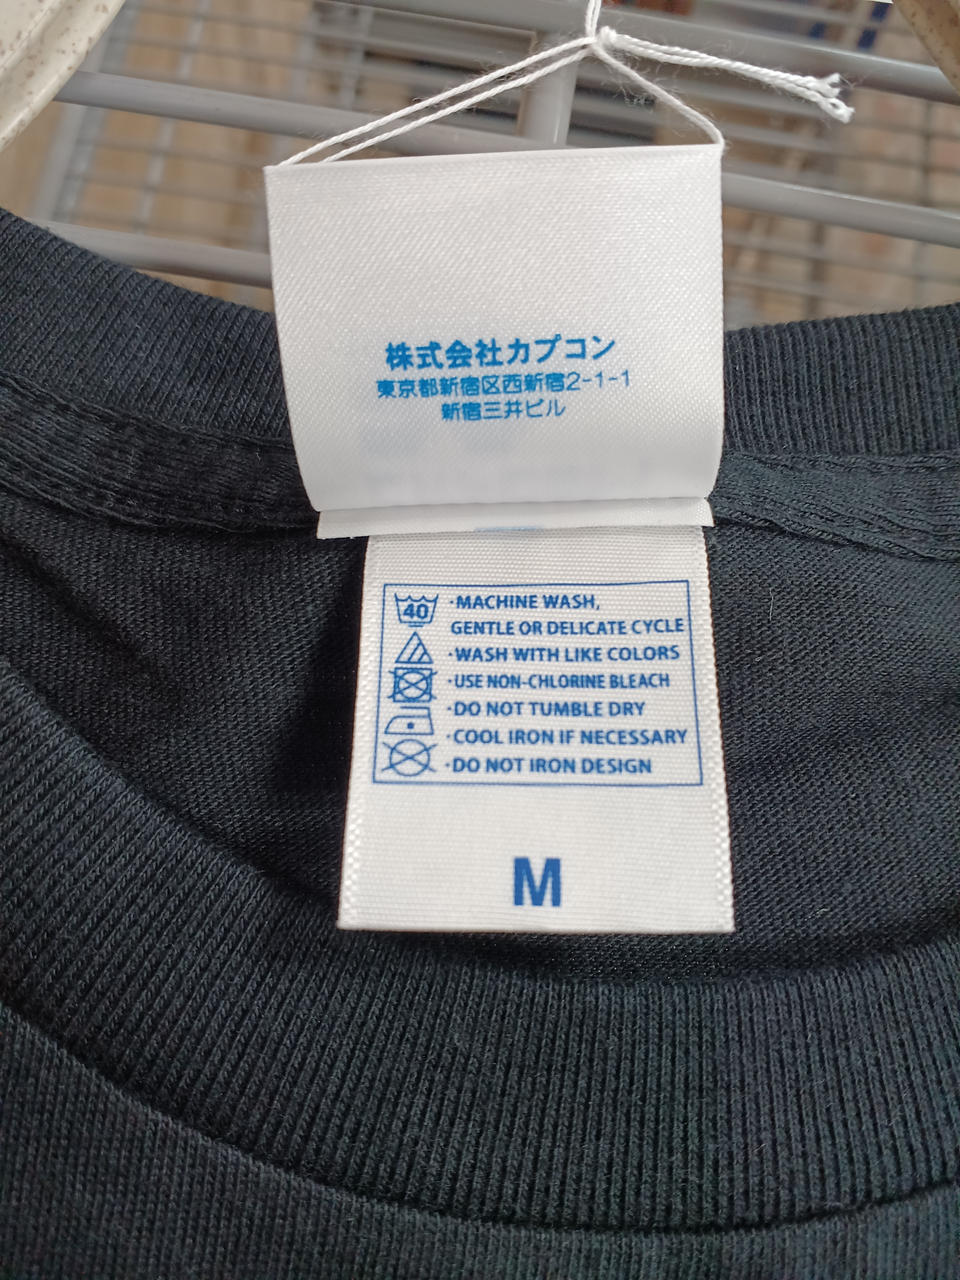 株式会社カプコン
東京都新宿区西新宿2-1-1
新宿三井ビル
40
·MACHINE WASH,
GENTLE OR DELICATE CYCLE
·WASH WITH LIKE COLORS
·USE NON-CHLORINE BLEACH
·DO NOT TUMBLE DRY
·COOL IRON IF NECESSARY
·DO NOT IRON DESIGN
M